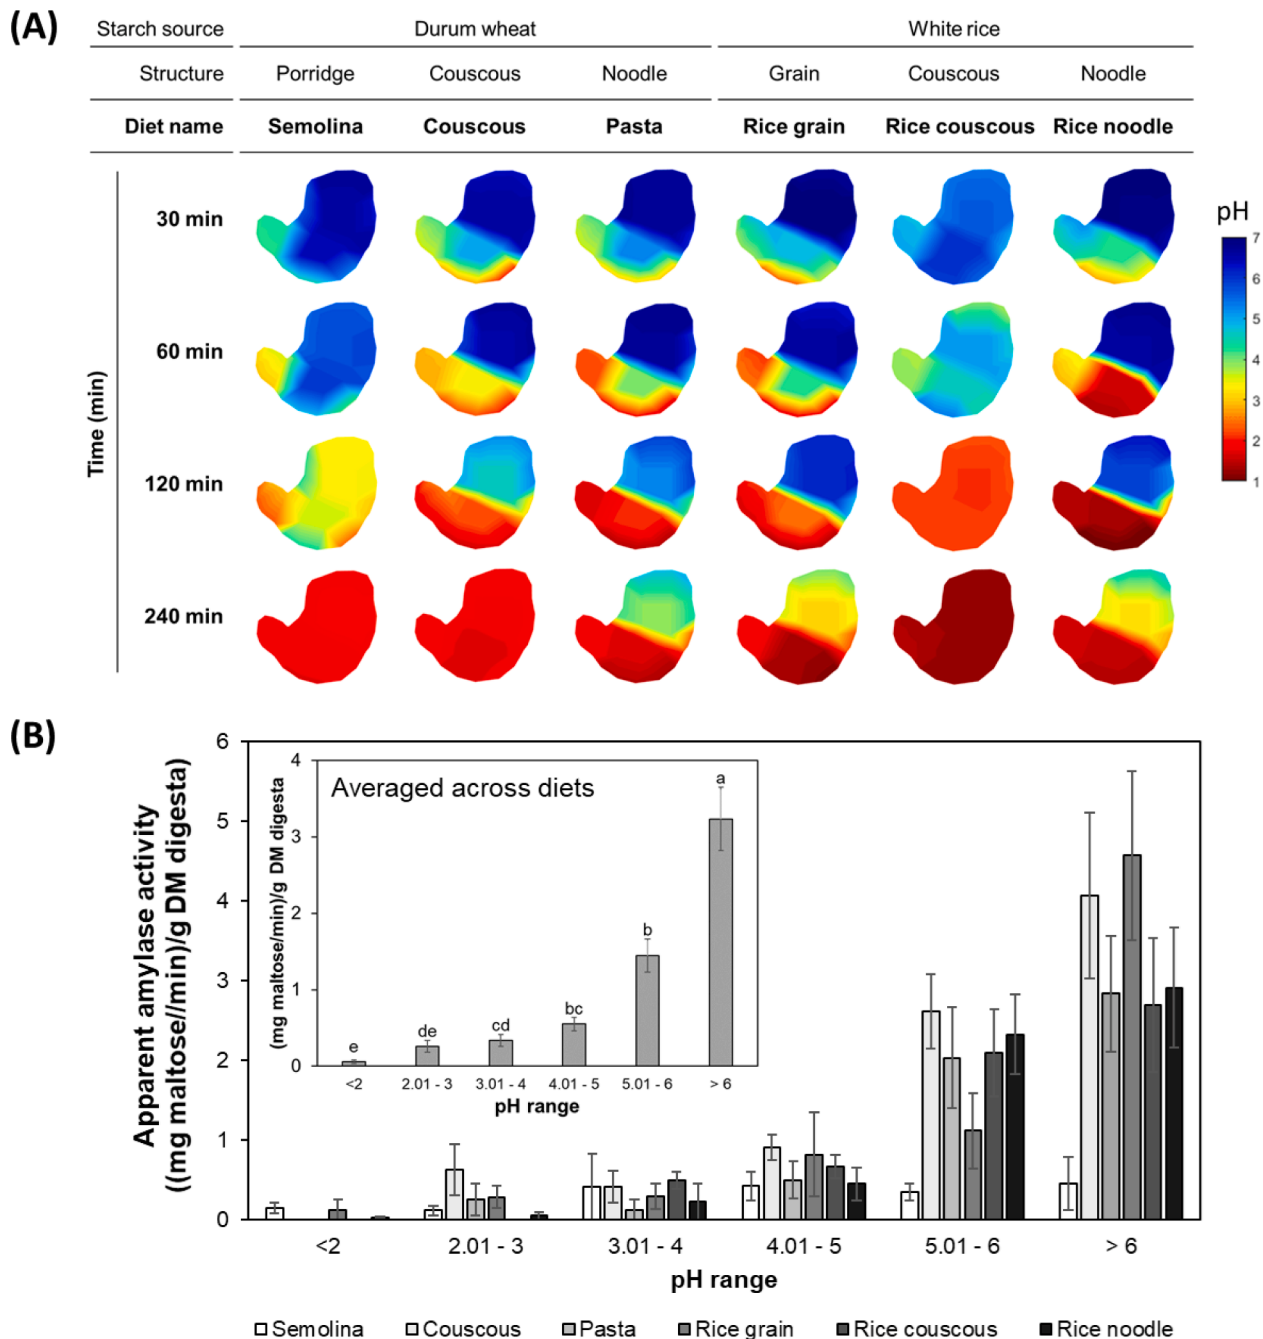 (A)
Starch source Durum wheat White rice
Structure Porridge Couscous Noodle Grain Couscous Noodle
Diet name Semolina Couscous Pasta Rice grain Rice couscous Rice noodle
30 min
60 min
120 min
240 min
Time (min)
pH
7
6
5
4
3
2
1
(B)
Apparent amylase activity
((mg maltose//min)/g DM digesta)
6
5
4
3
2
1
0
Averaged across diets
(mg maltose/min)/g DM digesta
4
3
2
1
0
e de cd bc b a
<2 2.01 - 3 3.01 - 4 4.01 - 5 5.01 - 6 > 6
pH range
<2 2.01 - 3 3.01 - 4 4.01 - 5 5.01 - 6 > 6
pH range
Semolina Couscous Pasta Rice grain Rice couscous Rice noodle